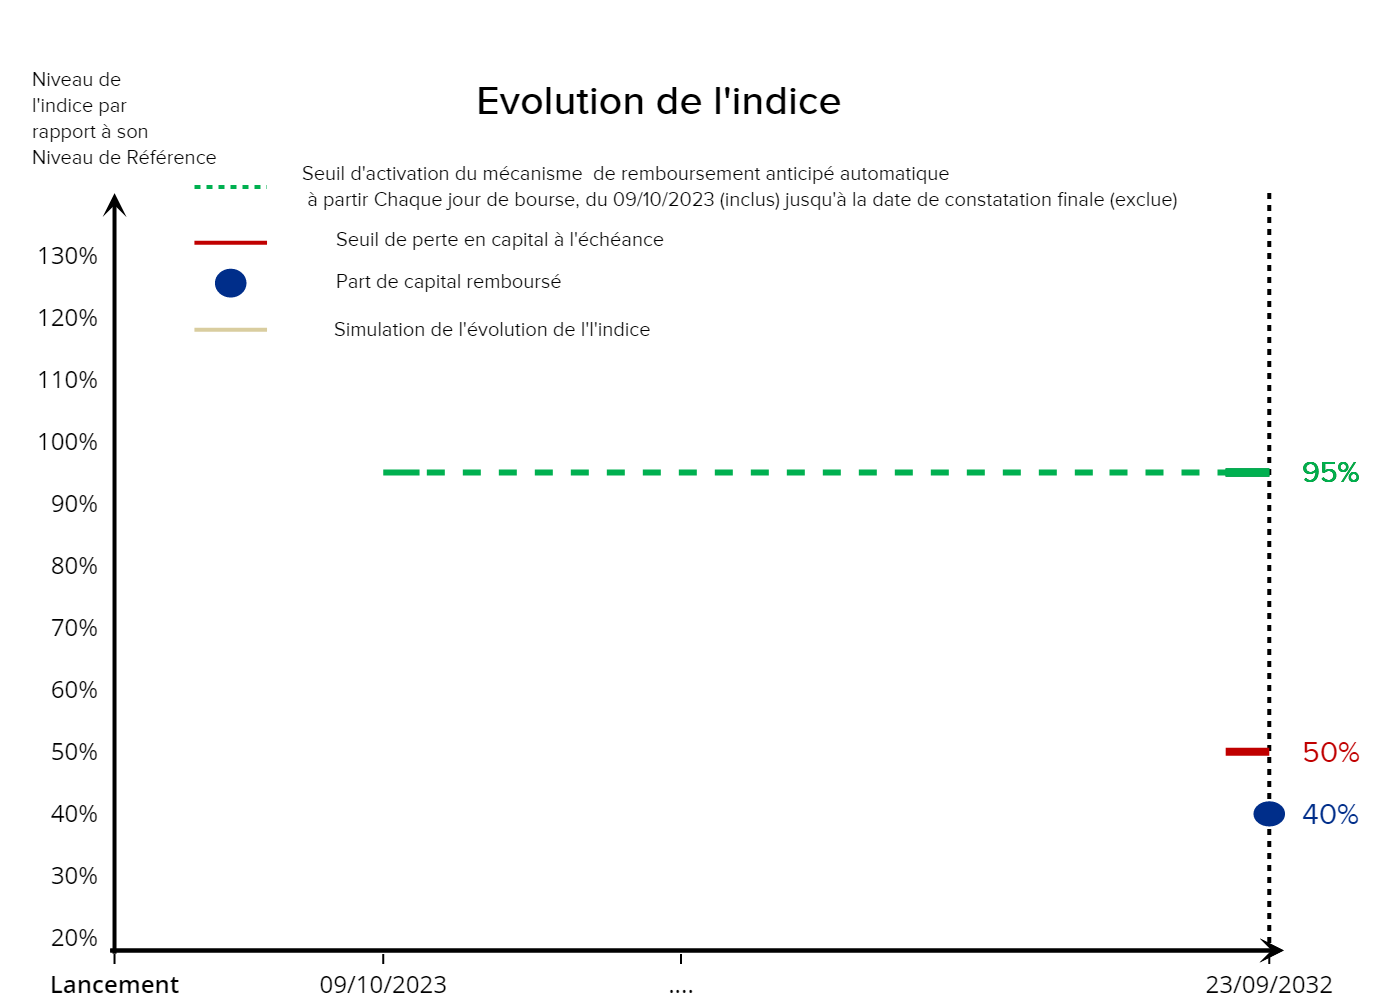 Niveau de
l'indice par
rapport à son
Niveau de Référence
Evolution de l'indice
Seuil d'activation du mécanisme  de remboursement anticipé automatique
à partir Chaque jour de bourse, du 09/10/2023 (inclus) jusqu'à la date de constatation finale (exclue)
Seuil de perte en capital à l'échéance
Part de capital remboursé
Simulation de l'évolution de l'l'indice
130%
120%
110%
100%
95%
90%
80%
70%
60%
50%
50%
40%
40%
30%
20%
Lancement
09/10/2023
....
23/09/2032